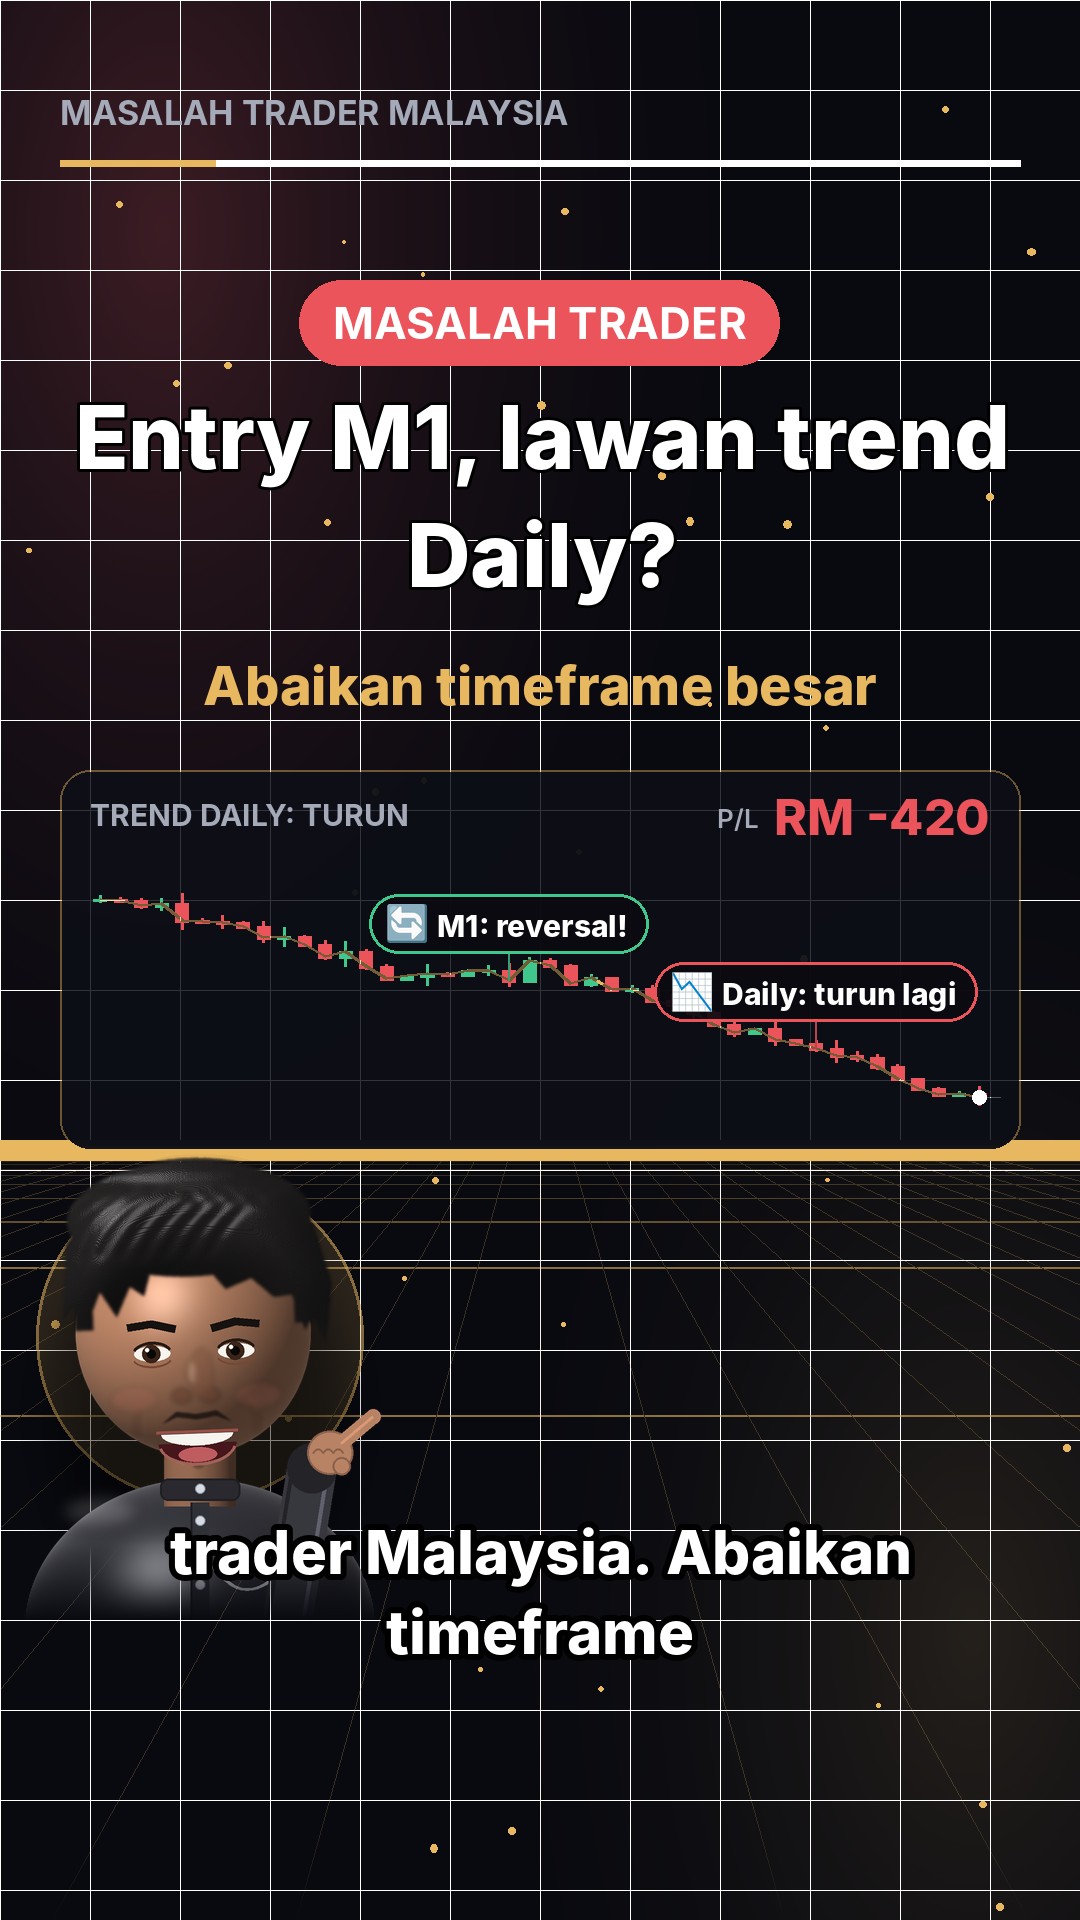 MASALAH TRADER MALAYSIA
MASALAH TRADER
Entry M1, lawan trend
Daily?
Abaikan timeframe besar
TREND DAILY: TURUN
P/L RM -420
M1: reversal!
Daily: turun lagi
trader Malaysia. Abaikan
timeframe